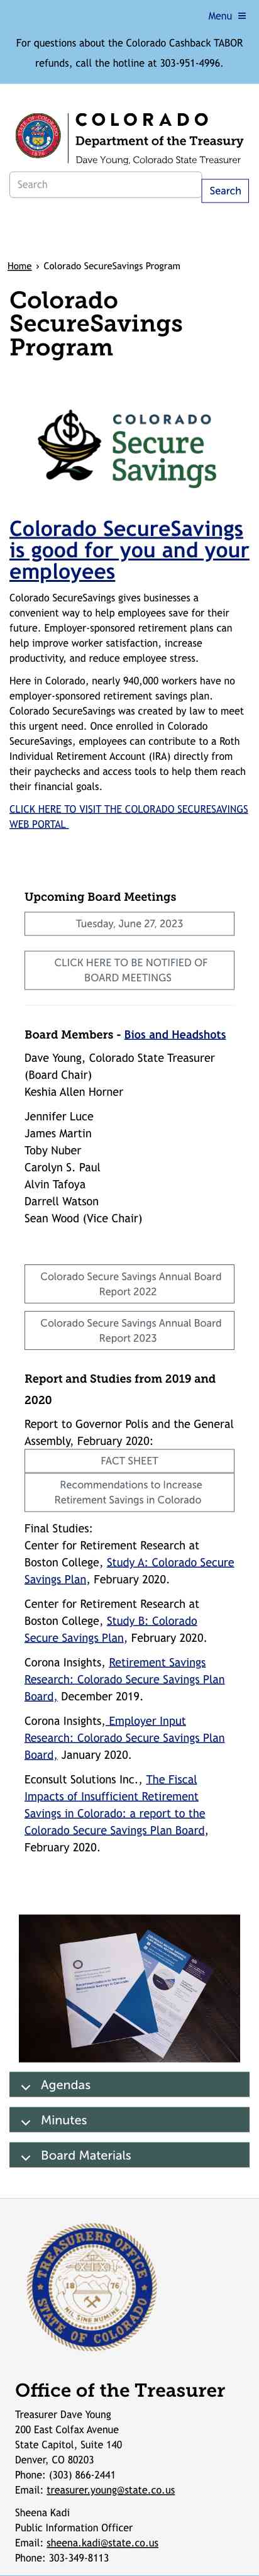 Menu ≡
For questions about the Colorado Cashback TABOR
refunds, call the hotline at 303-951-4996.
COLORADO
Department of the Treasury
Dave Young, Colorado State Treasurer
Search
Search
Home › Colorado SecureSavings Program
Colorado
SecureSavings
Program
COLORADO
Secure
Savings
Colorado SecureSavings
is good for you and your
employees
Colorado SecureSavings gives businesses a
convenient way to help employees save for their
future. Employer-sponsored retirement plans can
help improve worker satisfaction, increase
productivity, and reduce employee stress.
Here in Colorado, nearly 940,000 workers have no
employer-sponsored retirement savings plan.
Colorado SecureSavings was created by law to meet
this urgent need. Once enrolled in Colorado
SecureSavings, employees can contribute to a Roth
Individual Retirement Account (IRA) directly from
their paychecks and access tools to help them reach
their financial goals.
CLICK HERE TO VISIT THE COLORADO SECURESAVINGS
WEB PORTAL
Upcoming Board Meetings
Tuesday, June 27, 2023
CLICK HERE TO BE NOTIFIED OF
BOARD MEETINGS
Board Members - Bios and Headshots
Dave Young, Colorado State Treasurer
(Board Chair)
Keshia Allen Horner
Jennifer Luce
James Martin
Toby Nuber
Carolyn S. Paul
Alvin Tafoya
Darrell Watson
Sean Wood (Vice Chair)
Colorado Secure Savings Annual Board
Report 2022
Colorado Secure Savings Annual Board
Report 2023
Report and Studies from 2019 and
2020
Report to Governor Polis and the General
Assembly, February 2020:
FACT SHEET
Recommendations to Increase
Retirement Savings in Colorado
Final Studies:
Center for Retirement Research at
Boston College, Study A: Colorado Secure
Savings Plan, February 2020.
Center for Retirement Research at
Boston College, Study B: Colorado
Secure Savings Plan, February 2020.
Corona Insights, Retirement Savings
Research: Colorado Secure Savings Plan
Board, December 2019.
Corona Insights, Employer Input
Research: Colorado Secure Savings Plan
Board, January 2020.
Econsult Solutions Inc., The Fiscal
Impacts of Insufficient Retirement
Savings in Colorado: a report to the
Colorado Secure Savings Plan Board,
February 2020.
Agendas
Minutes
Board Materials
TREASURERS OFFICE
18 76
NIL SINE NUMINE
STATE OF COLORADO
Office of the Treasurer
Treasurer Dave Young
200 East Colfax Avenue
State Capitol, Suite 140
Denver, CO 80203
Phone: (303) 866-2441
Email: treasurer.young@state.co.us
Sheena Kadi
Public Information Officer
Email: sheena.kadi@state.co.us
Phone: 303-349-8113